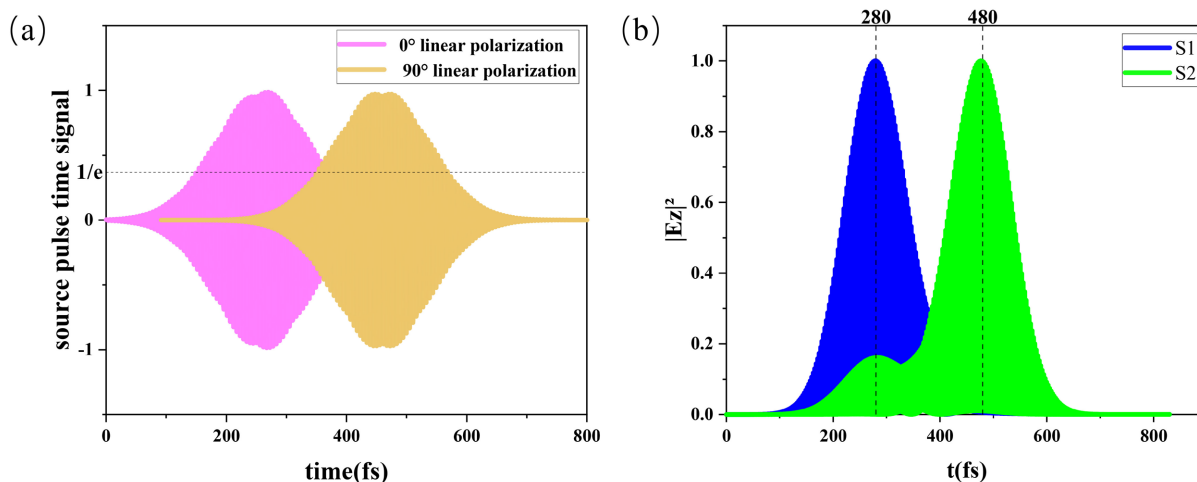 (a)
0° linear polarization
90° linear polarization
source pulse time signal
1
1/e
0
-1
0
200
400
600
800
time(fs)
(b)
280
480
S1
S2
|Ez|²
1.0
0.8
0.6
0.4
0.2
0.0
0
200
400
600
800
t(fs)